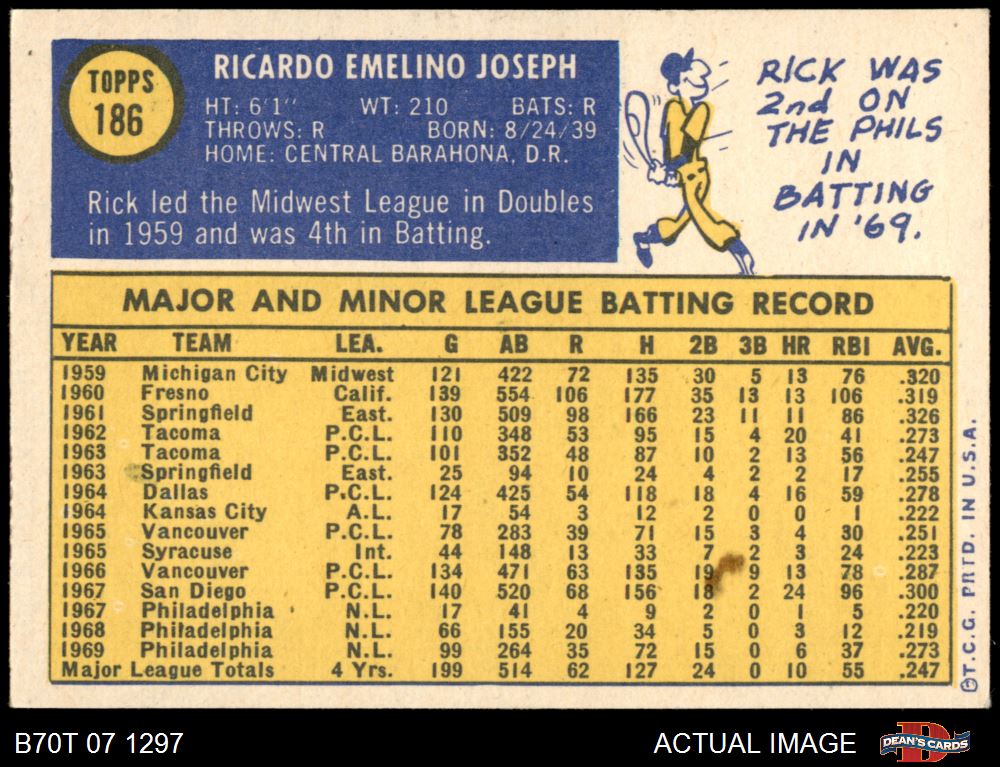 TOPPS
186
RICARDO EMELINO JOSEPH
HT: 6'1" WT: 210 BATS: R
THROWS: R BORN: 8/24/39
HOME: CENTRAL BARAHONA, D.R.
Rick led the Midwest League in Doubles
in 1959 and was 4th in Batting.
RICK WAS
2nd ON
THE PHILS
IN
BATTING
IN '69.
MAJOR AND MINOR LEAGUE BATTING RECORD
YEAR TEAM LEA. G AB R H 2B 3B HR RBI AVG.
1959 Michigan City Midwest 121 422 72 135 30 5 13 76 .320
1960 Fresno Calif. 139 554 106 177 35 13 13 106 .319
1961 Springfield East. 130 509 98 166 23 11 11 86 .326
1962 Tacoma P.C.L. 110 348 53 95 15 4 20 41 .273
1963 Tacoma P.C.L. 101 352 48 87 10 2 13 56 .247
1963 Springfield East. 25 94 10 24 4 2 2 17 .255
1964 Dallas P.C.L. 124 425 54 118 18 4 16 59 .278
1964 Kansas City A.L. 17 54 3 12 2 0 0 1 .222
1965 Vancouver P.C.L. 78 283 39 71 15 3 4 30 .251
1965 Syracuse Int. 44 148 13 33 7 2 3 24 .223
1966 Vancouver P.C.L. 134 471 63 135 19 9 13 78 .287
1967 San Diego P.C.L. 140 520 68 156 18 2 24 96 .300
1967 Philadelphia N.L. 17 41 4 9 2 0 1 5 .220
1968 Philadelphia N.L. 66 155 20 34 5 0 3 12 .219
1969 Philadelphia N.L. 99 264 35 72 15 0 6 37 .273
Major League Totals 4 Yrs. 199 514 62 127 24 0 10 55 .247
©T.C.G. PRTD. IN U.S.A.
B70T 07 1297
ACTUAL IMAGE
D
DEAN'S CARDS